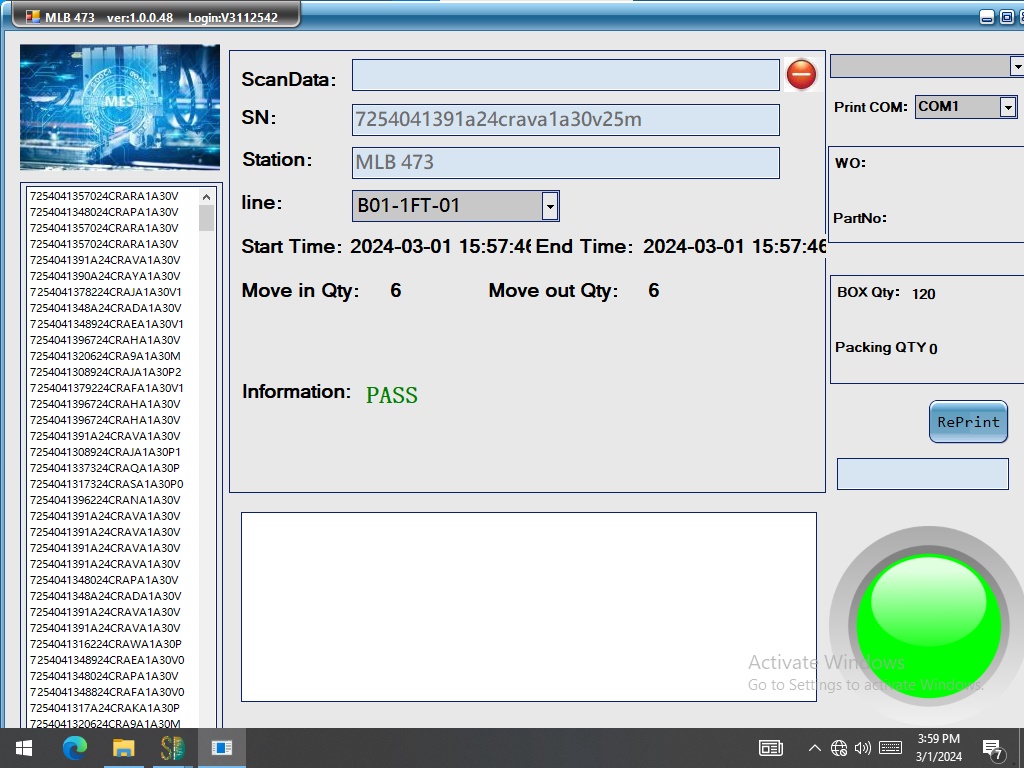 MLB 473 ver:1.0.0.48 Login:V3112542
MES
ScanData:
SN: 7254041391a24crava1a30v25m
Station: MLB 473
line: B01-1FT-01
Start Time: 2024-03-01 15:57:46 End Time: 2024-03-01 15:57:46
Move in Qty: 6 Move out Qty: 6
Information: PASS
Print COM: COM1
WO:
PartNo:
BOX Qty: 120
Packing QTY 0
RePrint
7254041357024CRARA1A30V
7254041348024CRAPA1A30V
7254041357024CRARA1A30V
7254041357024CRARA1A30V
7254041391A24CRAVA1A30V
7254041390A24CRAYA1A30V
7254041378224CRAJA1A30V1
7254041348A24CRADA1A30V
7254041348924CRAEA1A30V1
7254041396724CRAHA1A30V
7254041320624CRA9A1A30M
7254041308924CRAJA1A30P2
7254041379224CRAFA1A30V1
7254041396724CRAHA1A30V
7254041396724CRAHA1A30V
7254041391A24CRAVA1A30V
7254041308924CRAJA1A30P1
7254041337324CRAQA1A30P
7254041317324CRASA1A30P0
7254041396224CRANA1A30V
7254041391A24CRAVA1A30V
7254041391A24CRAVA1A30V
7254041391A24CRAVA1A30V
7254041391A24CRAVA1A30V
7254041348024CRAPA1A30V
7254041348A24CRADA1A30V
7254041391A24CRAVA1A30V
7254041391A24CRAVA1A30V
7254041316224CRAWA1A30P
7254041348924CRAEA1A30V0
7254041348024CRAPA1A30V
7254041348824CRAFA1A30V0
7254041317A24CRAKA1A30P
7254041320624CRA9A1A30M
Activate Windows
Go to Settings to activate Windows.
3:59 PM
3/1/2024
7